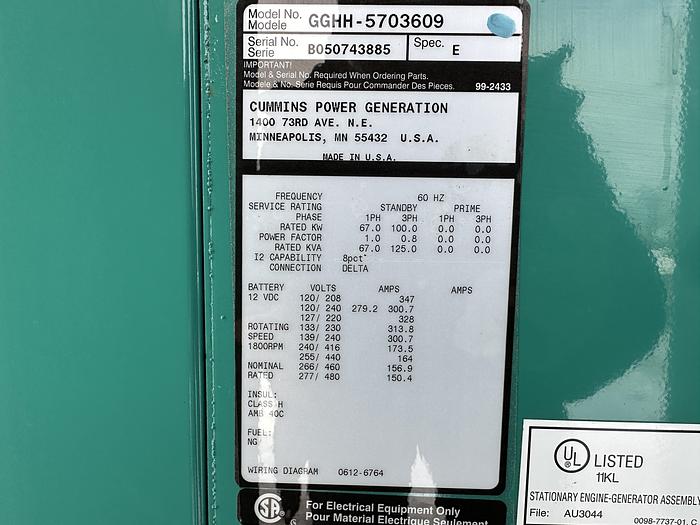 Model No. GGHH-5703609
Modele
Serial No. B050743885 Spec. E
Serie
IMPORTANT!
Model & Serial No. Required When Ordering Parts.
Modele & No. Serie Requis Pour Commander Des Pieces. 99-2433
CUMMINS POWER GENERATION
1400 73RD AVE. N.E.
MINNEAPOLIS, MN 55432 U.S.A.
MADE IN U.S.A.
FREQUENCY 60 HZ
SERVICE RATING STANDBY PRIME
PHASE 1PH 3PH 1PH 3PH
RATED KW 67.0 100.0 0.0 0.0
POWER FACTOR 1.0 0.8 0.0 0.0
RATED KVA 67.0 125.0 0.0 0.0
I2 CAPABILITY 8pct
CONNECTION DELTA
BATTERY VOLTS AMPS AMPS
12 VDC 120/ 208 347
120/ 240 279.2 300.7
127/ 220 328
ROTATING 133/ 230 313.8
SPEED 139/ 240 300.7
1800RPM 240/ 416 173.5
255/ 440 164
NOMINAL 266/ 460 156.9
RATED 277/ 480 150.4
INSUL:
CLASS H
AMB 40C
FUEL:
NG
WIRING DIAGRAM 0612-6764
SA
For Electrical Equipment Only
Pour Material Electrique Seulement
UL LISTED
11KL
STATIONARY ENGINE-GENERATOR ASSEMBLY
File: AU3044
0098-7737-01